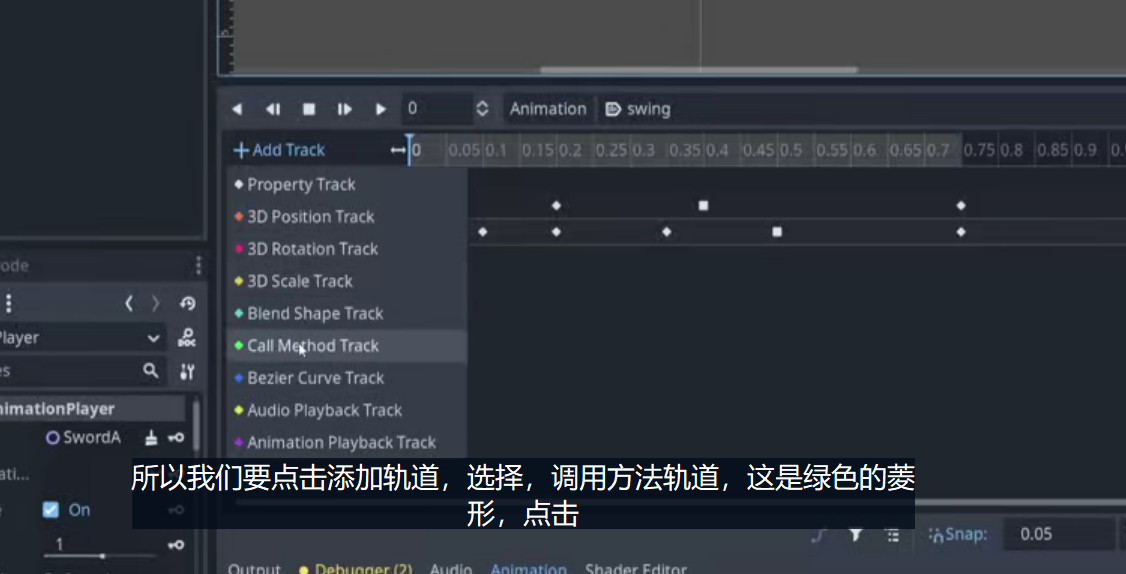 0 Animation swing
Add Track 0 0.05 0.1 0.15 0.2 0.25 0.3 0.35 0.4 0.45 0.5 0.55 0.6 0.65 0.7 0.75 0.8 0.85 0.9
Property Track
3D Position Track
3D Rotation Track
ode
3D Scale Track
Blend Shape Track
Player
DOC
Call Method Track
es
Bezier Curve Track
nimationPlayer
Audio Playback Track
SwordA
Animation Playback Track
ati...
所以我们要点击添加轨道，选择，调用方法轨道，这是绿色的菱
形，点击
On
Snap: 0.05
1
Output Debugger (2) Audio Animation Shader Editor